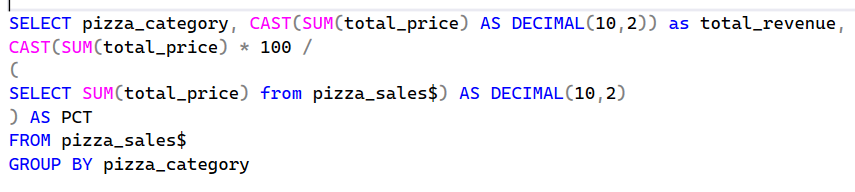 SELECT pizza_category, CAST(SUM(total_price) AS DECIMAL(10,2)) as total_revenue,
CAST(SUM(total_price) * 100 /
(
SELECT SUM(total_price) from pizza_sales$) AS DECIMAL(10,2)
) AS PCT
FROM pizza_sales$
GROUP BY pizza_category